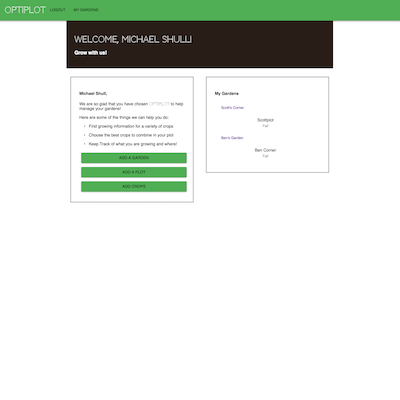 OPTIPLOT LOGOUT MY GARDENS
WELCOME, MICHAEL SHULL!
Grow with us!
Michael Shull,
We are so glad that you have chosen OPTIPLOT to help
manage your gardens!
Here are some of the things we can help you do:
First growing information for a variety of crops
Choose the best crops to combine in your plot
Keep Track of what you are growing and where!
ADD A GARDEN
ADD A PLOT
ADD CROPS
My Gardens
Scott's Corner
Scottplot
Fall
Ben's Garden
Ben Corner
Fall